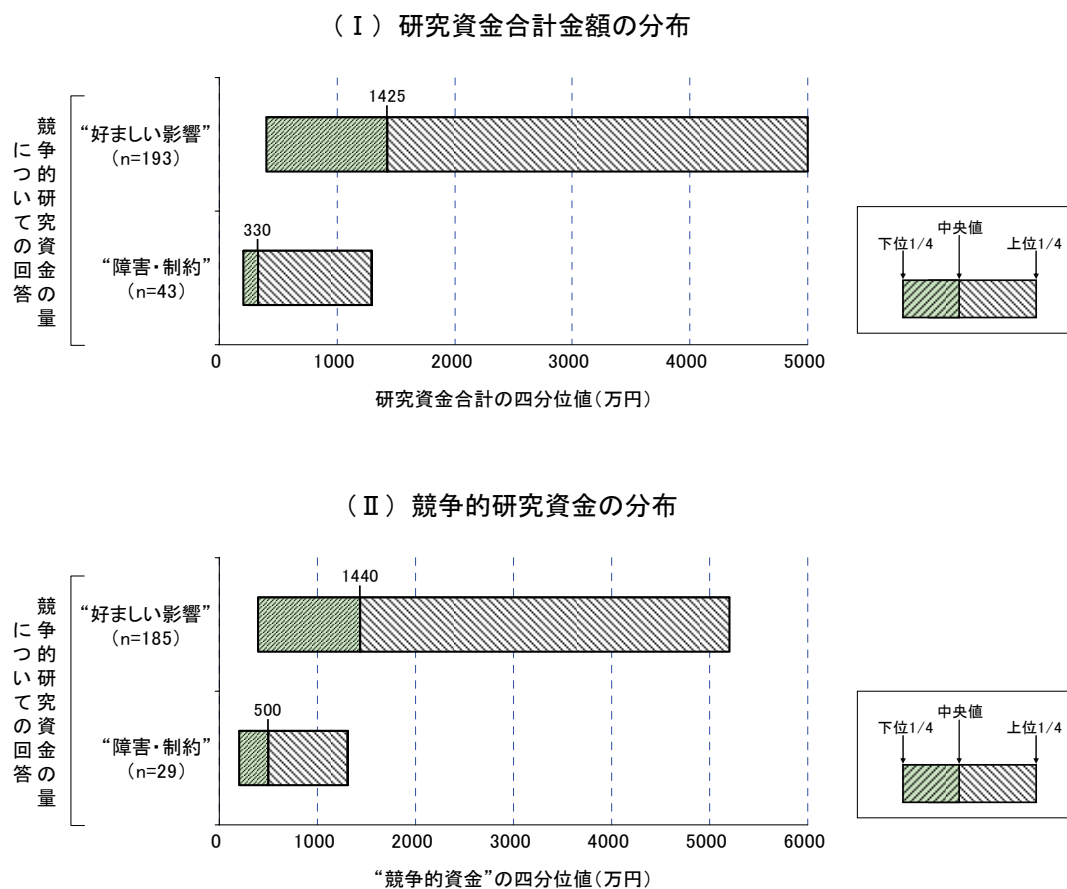 （Ⅰ）研究資金合計金額の分布
競争的研究資金の量
についての回答
“好ましい影響”
（n=193）
1425
“障害・制約”
（n=43）
330
0 1000 2000 3000 4000 5000
研究資金合計の四分位値（万円）
中央値
下位1/4 上位1/4
（Ⅱ）競争的研究資金の分布
競争的研究資金の量
についての回答
“好ましい影響”
（n=185）
1440
“障害・制約”
（n=29）
500
0 1000 2000 3000 4000 5000 6000
“競争的資金”の四分位値（万円）
中央値
下位1/4 上位1/4